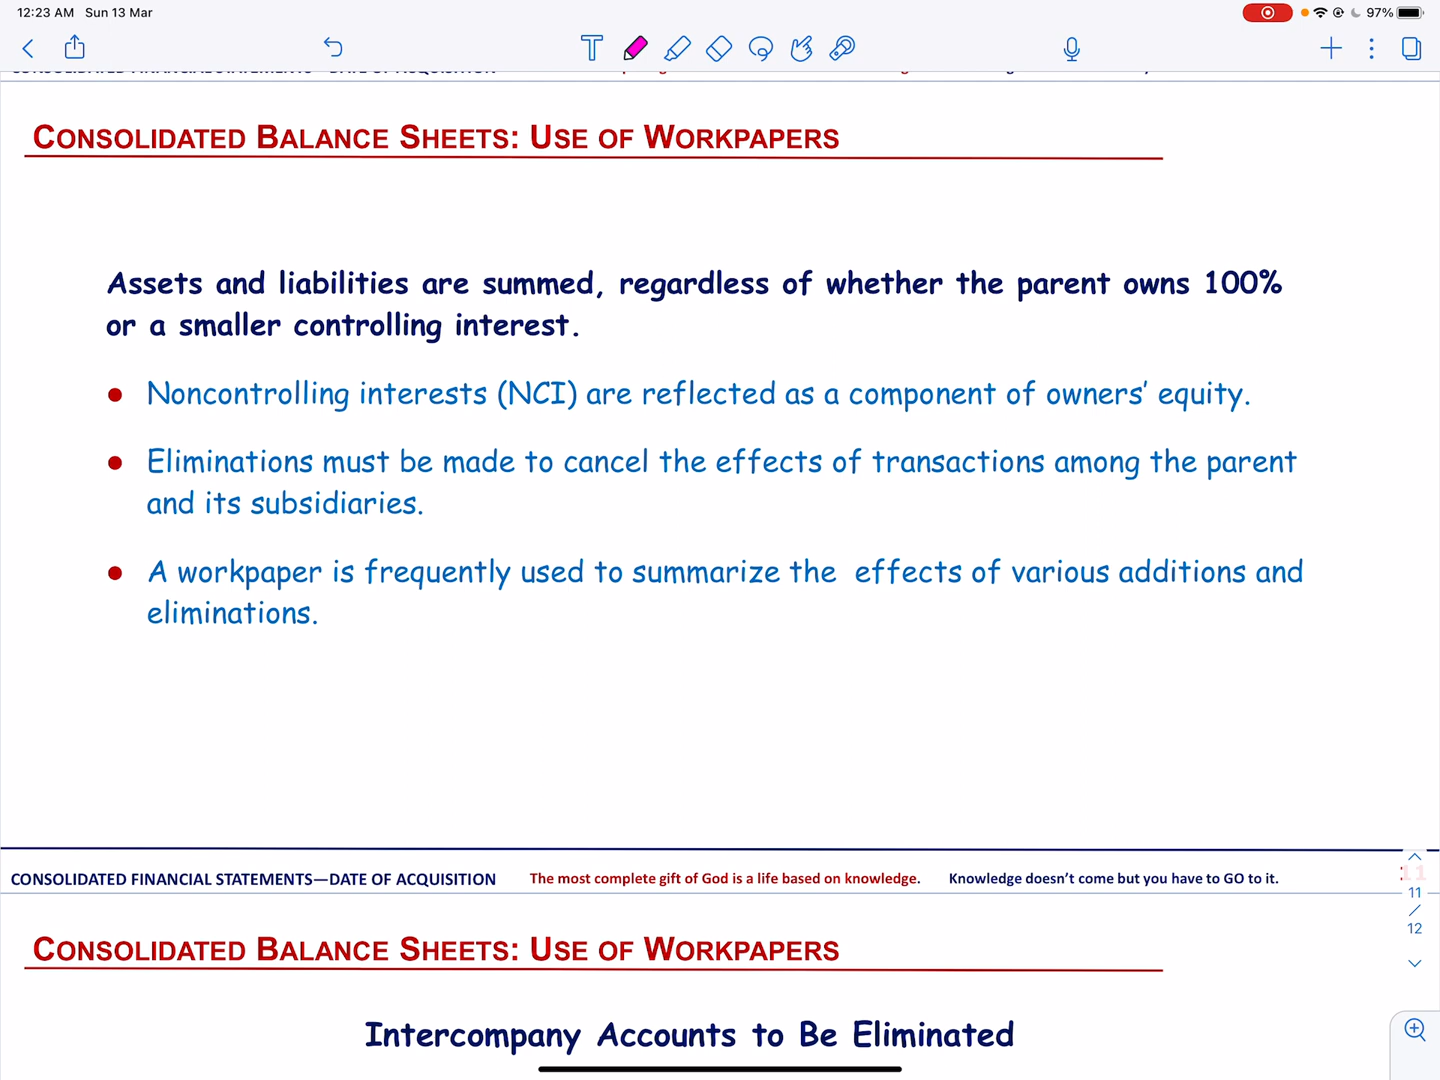 12:23 AM Sun 13 Mar
97%
CONSOLIDATED BALANCE SHEETS: USE OF WORKPAPERS
Assets and liabilities are summed, regardless of whether the parent owns 100%
or a smaller controlling interest.
● Noncontrolling interests (NCI) are reflected as a component of owners' equity.
● Eliminations must be made to cancel the effects of transactions among the parent
and its subsidiaries.
● A workpaper is frequently used to summarize the effects of various additions and
eliminations.
CONSOLIDATED FINANCIAL STATEMENTS—DATE OF ACQUISITION The most complete gift of God is a life based on knowledge. Knowledge doesn't come but you have to GO to it. 11
11
/
12
CONSOLIDATED BALANCE SHEETS: USE OF WORKPAPERS
Intercompany Accounts to Be Eliminated